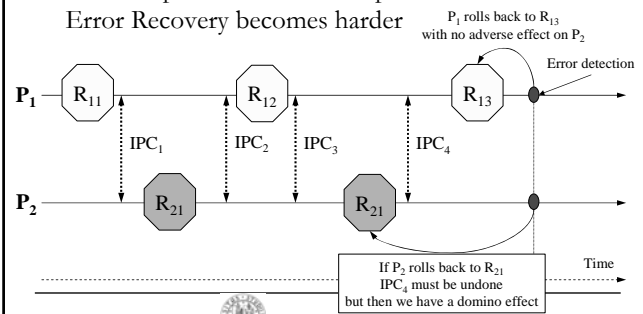 Error Recovery becomes harder
P1 rolls back to R13
with no adverse effect on P2
Error detection
P1
R11
R12
R13
IPC1
IPC2
IPC3
IPC4
P2
R21
R21
Time
If P2 rolls back to R21
IPC4 must be undone
but then we have a domino effect